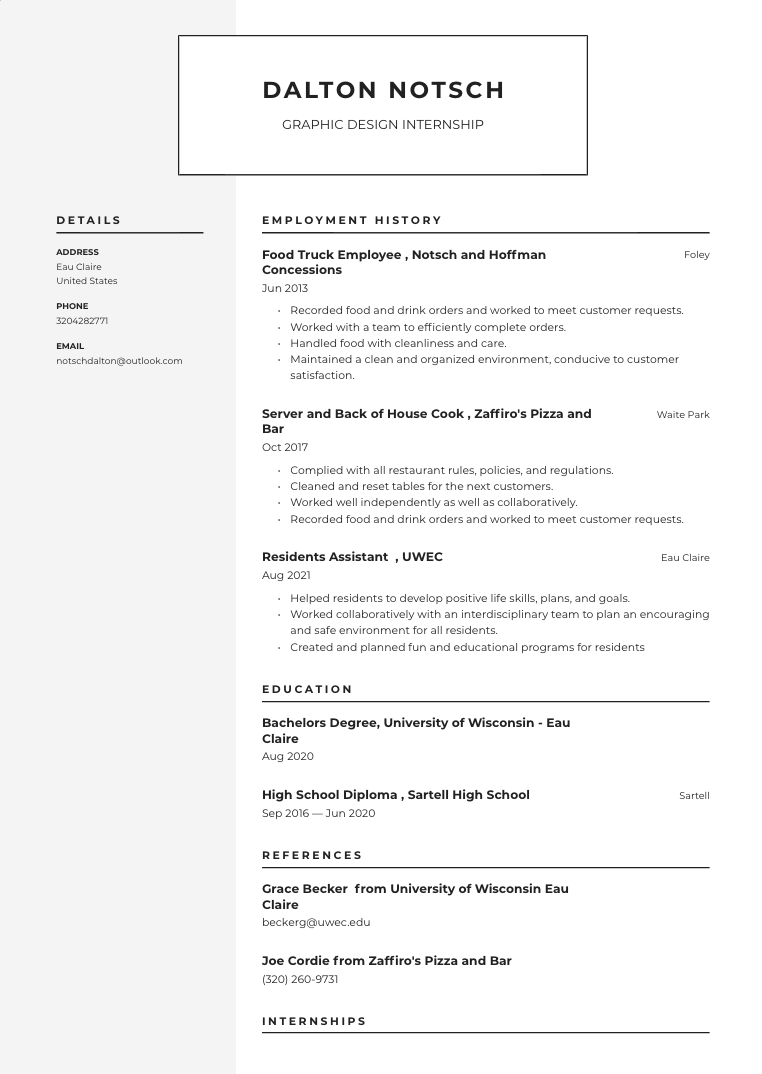 DALTON NOTSCH
GRAPHIC DESIGN INTERNSHIP
DETAILS
ADDRESS
Eau Claire
United States
PHONE
3204282771
EMAIL
notschdalton@outlook.com
EMPLOYMENT HISTORY
Food Truck Employee , Notsch and Hoffman
Concessions
Foley
Jun 2013
• Recorded food and drink orders and worked to meet customer requests.
• Worked with a team to efficiently complete orders.
• Handled food with cleanliness and care.
• Maintained a clean and organized environment, conducive to customer
satisfaction.
Server and Back of House Cook , Zaffiro's Pizza and
Bar
Waite Park
Oct 2017
• Complied with all restaurant rules, policies, and regulations.
• Cleaned and reset tables for the next customers.
• Worked well independently as well as collaboratively.
• Recorded food and drink orders and worked to meet customer requests.
Residents Assistant , UWEC
Eau Claire
Aug 2021
• Helped residents to develop positive life skills, plans, and goals.
• Worked collaboratively with an interdisciplinary team to plan an encouraging
and safe environment for all residents.
• Created and planned fun and educational programs for residents
EDUCATION
Bachelors Degree, University of Wisconsin - Eau
Claire
Aug 2020
High School Diploma , Sartell High School
Sartell
Sep 2016 — Jun 2020
REFERENCES
Grace Becker from University of Wisconsin Eau
Claire
beckerg@uwec.edu
Joe Cordie from Zaffiro's Pizza and Bar
(320) 260-9731
INTERNSHIPS